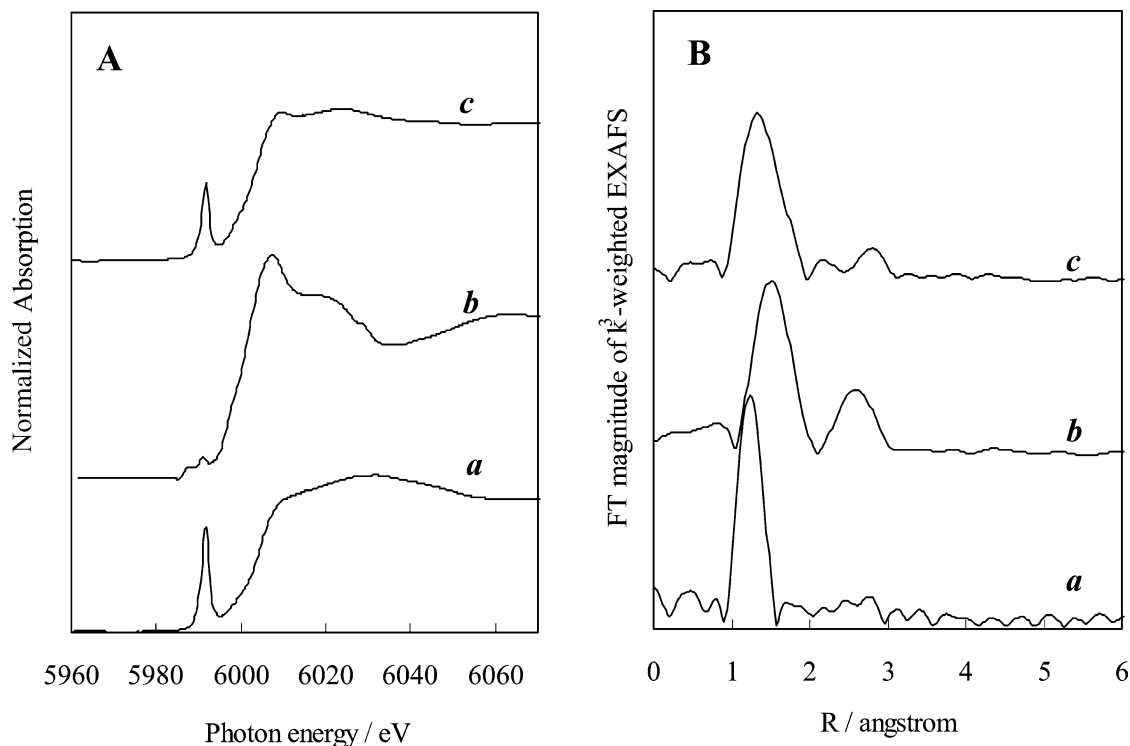 A
c
b
a
Normalized Absorption
5960 5980 6000 6020 6040 6060
Photon energy / eV
B
c
b
a
FT magnitude of k³-weighted EXAFS
0 1 2 3 4 5 6
R / angstrom